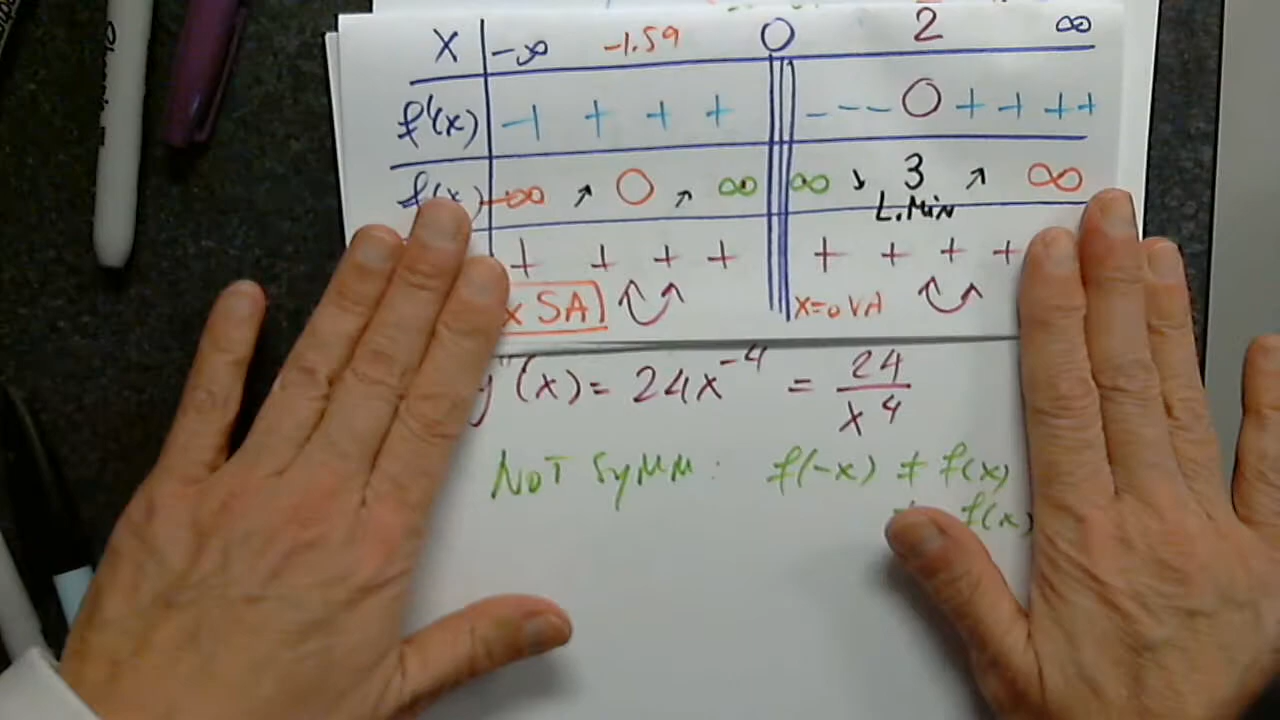 x -∞ -1.59 0 2 ∞
f'(x) + + + + - - - 0 + + + +
f(x) -∞ ↗ 0 ↗ ∞ ∞ ↘ 3 ↗ ∞
L.Min
+ + + + + + + +
x SA x=0 VA
y''(x) = 24x⁻⁴ = 24/x⁴
NOT SYMM: f(-x) ≠ f(x)
f(x)